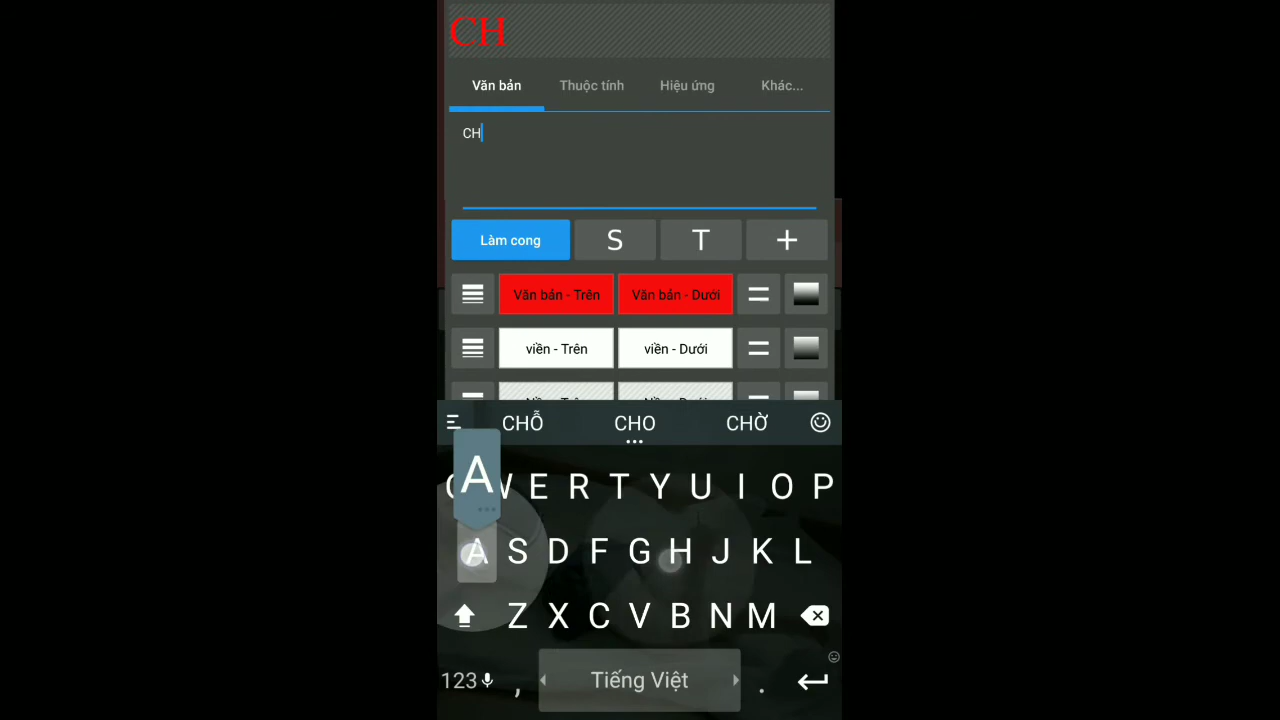 CH
Văn bản Thuộc tính Hiệu ứng Khác...
CH
Làm cong S T +
Văn bản - Trên Văn bản - Dưới
viền - Trên viền - Dưới
CHỖ CHO CHỜ
A
W E R T Y U I O P
A S D F G H J K L
Z X C V B N M
123 , Tiếng Việt .